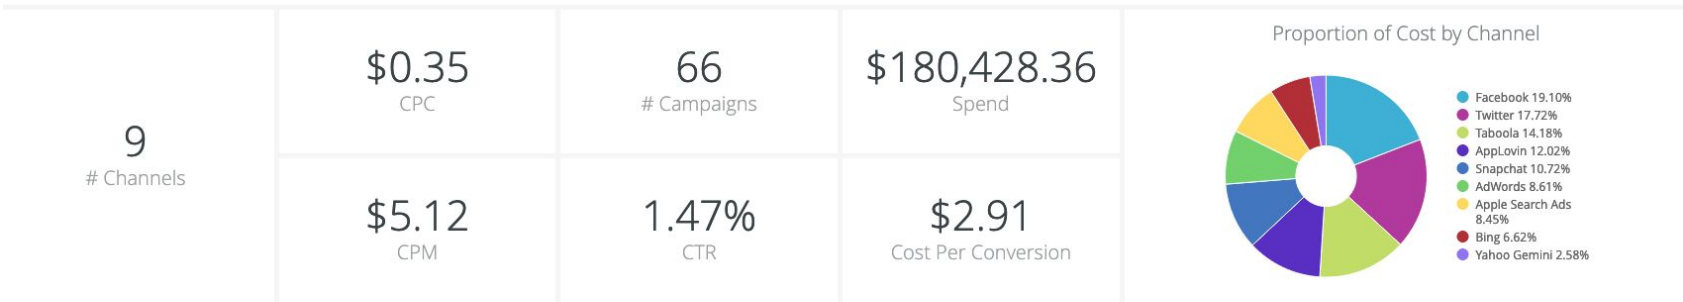 9
# Channels
$0.35
CPC
66
# Campaigns
$180,428.36
Spend
$5.12
CPM
1.47%
CTR
$2.91
Cost Per Conversion
Proportion of Cost by Channel
Facebook 19.10%
Twitter 17.72%
Taboola 14.18%
AppLovin 12.02%
Snapchat 10.72%
AdWords 8.61%
Apple Search Ads
8.45%
Bing 6.62%
Yahoo Gemini 2.58%